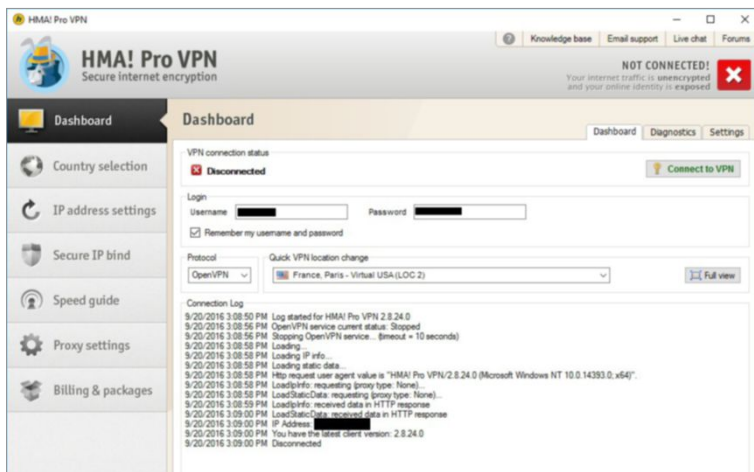 HMA! Pro VPN
Knowledge base Email support Live chat Forums
HMA! Pro VPN
Secure internet encryption
NOT CONNECTED!
Your internet traffic is unencrypted
and your online identity is exposed
Dashboard
Country selection
IP address settings
Secure IP bind
Speed guide
Proxy settings
Billing & packages
Dashboard
Dashboard Diagnostics Settings
VPN connection status
Disconnected
Connect to VPN
Login
Username Password
Remember my username and password
Protocol Quick VPN location change
OpenVPN France, Paris - Virtual USA (LOC 2) Full view
Connection Log
9/20/2016 3:08:50 PM Log started for HMA! Pro VPN 2.8.24.0
9/20/2016 3:08:56 PM OpenVPN service current status: Stopped
9/20/2016 3:08:56 PM Stopping OpenVPN service... (timeout = 10 seconds)
9/20/2016 3:08:58 PM Loading...
9/20/2016 3:08:58 PM Loading IP info...
9/20/2016 3:08:58 PM Loading static data...
9/20/2016 3:08:58 PM Http request user agent value is "HMA! Pro VPN/2.8.24.0 (Microsoft Windows NT 10.0.14393.0; x64)".
9/20/2016 3:08:58 PM LoadIpInfo: requesting (proxy type: None)...
9/20/2016 3:08:58 PM LoadStaticData: requesting (proxy type: None)...
9/20/2016 3:08:59 PM LoadIpInfo: received data in HTTP response
9/20/2016 3:09:00 PM LoadStaticData: received data in HTTP response
9/20/2016 3:09:00 PM IP Address:
9/20/2016 3:09:00 PM You have the latest client version: 2.8.24.0
9/20/2016 3:09:00 PM Disconnected